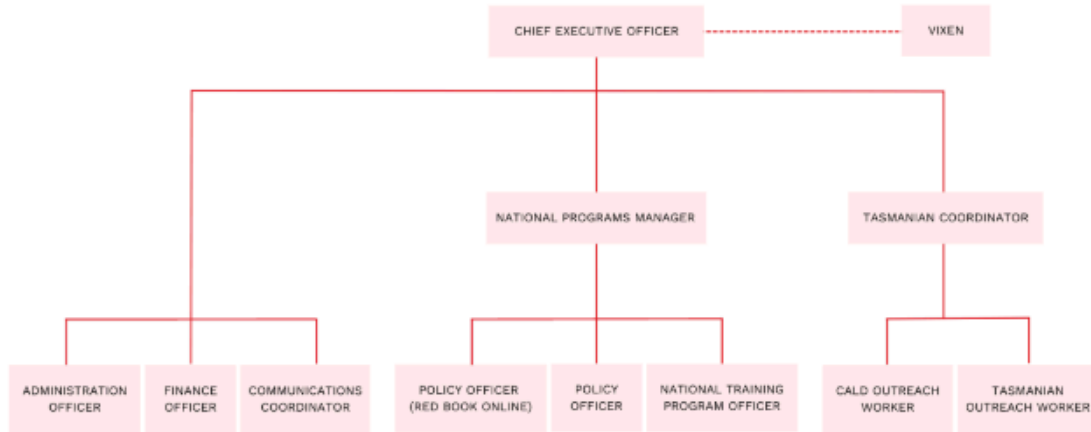 CHIEF EXECUTIVE OFFICER
VIXEN
NATIONAL PROGRAMS MANAGER
TASMANIAN COORDINATOR
ADMINISTRATION
OFFICER
FINANCE
OFFICER
COMMUNICATIONS
COORDINATOR
POLICY OFFICER
(RED BOOK ONLINE)
POLICY
OFFICER
NATIONAL TRAINING
PROGRAM OFFICER
CALD OUTREACH
WORKER
TASMANIAN
OUTREACH WORKER